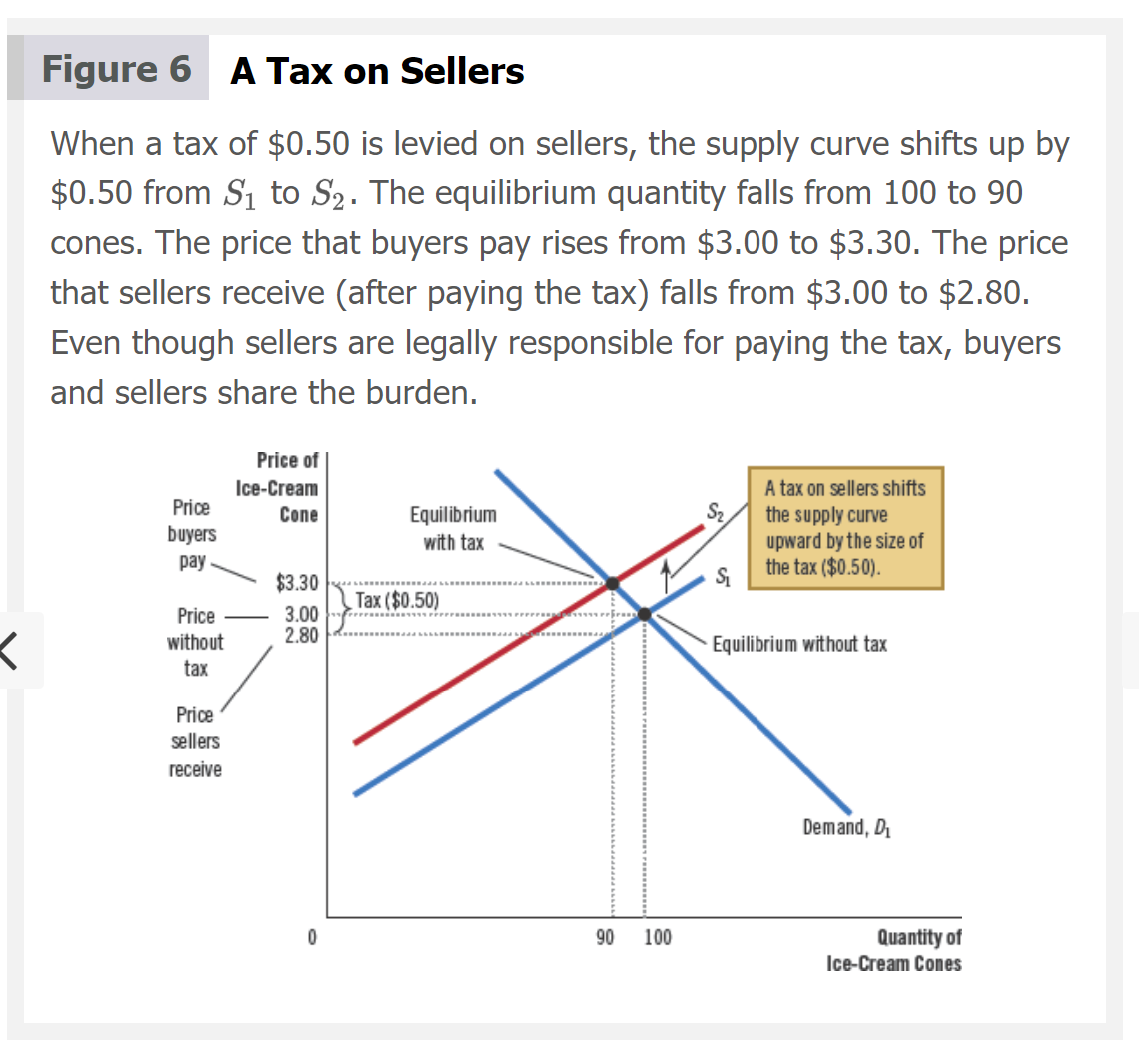 Figure 6 A Tax on Sellers
When a tax of $0.50 is levied on sellers, the supply curve shifts up by
$0.50 from S₁ to S₂. The equilibrium quantity falls from 100 to 90
cones. The price that buyers pay rises from $3.00 to $3.30. The price
that sellers receive (after paying the tax) falls from $3.00 to $2.80.
Even though sellers are legally responsible for paying the tax, buyers
and sellers share the burden.
Price of
Ice-Cream
Cone
Price
buyers
pay
$3.30
Price
without
tax
3.00
2.80
Price
sellers
receive
Equilibrium
with tax
Tax ($0.50)
S₂
S₁
A tax on sellers shifts
the supply curve
upward by the size of
the tax ($0.50).
Equilibrium without tax
Demand, D₁
0
90
100
Quantity of
Ice-Cream Cones